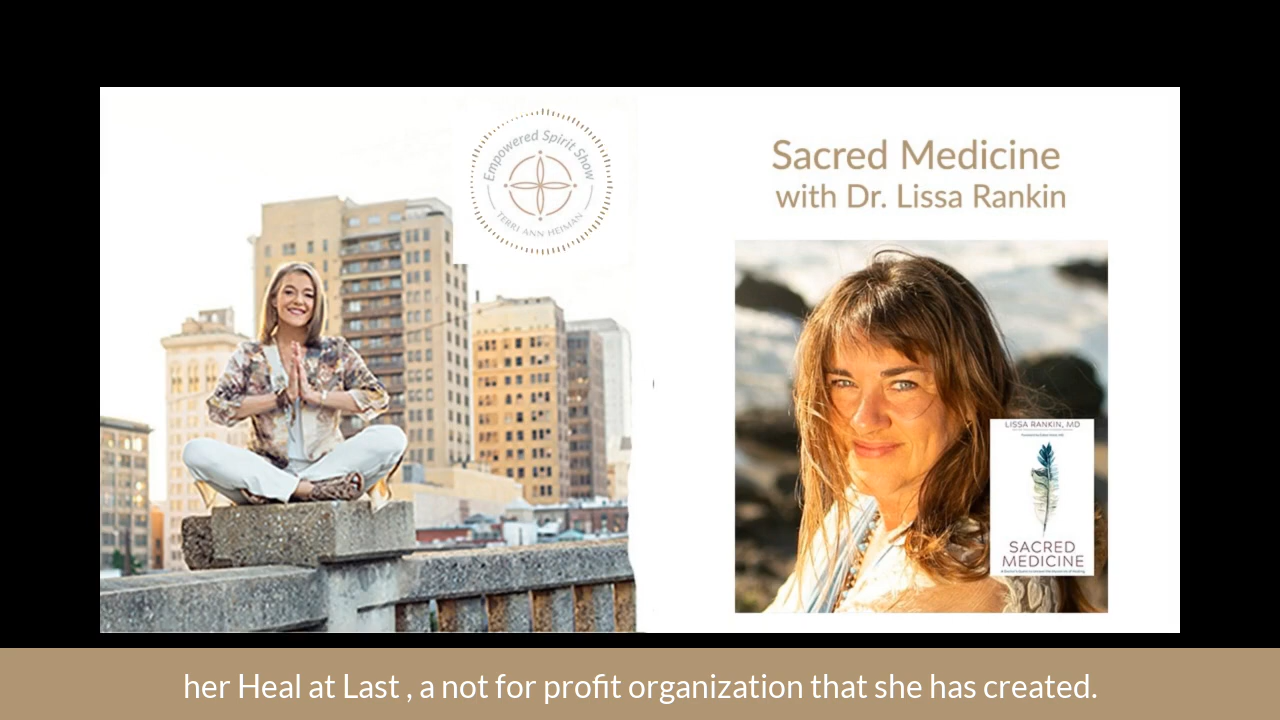 Empowered Spirit Show
TERRI ANN HEIMAN
Sacred Medicine
with Dr. Lissa Rankin
LISSA RANKIN, MD
SACRED
MEDICINE
her Heal at Last , a not for profit organization that she has created.